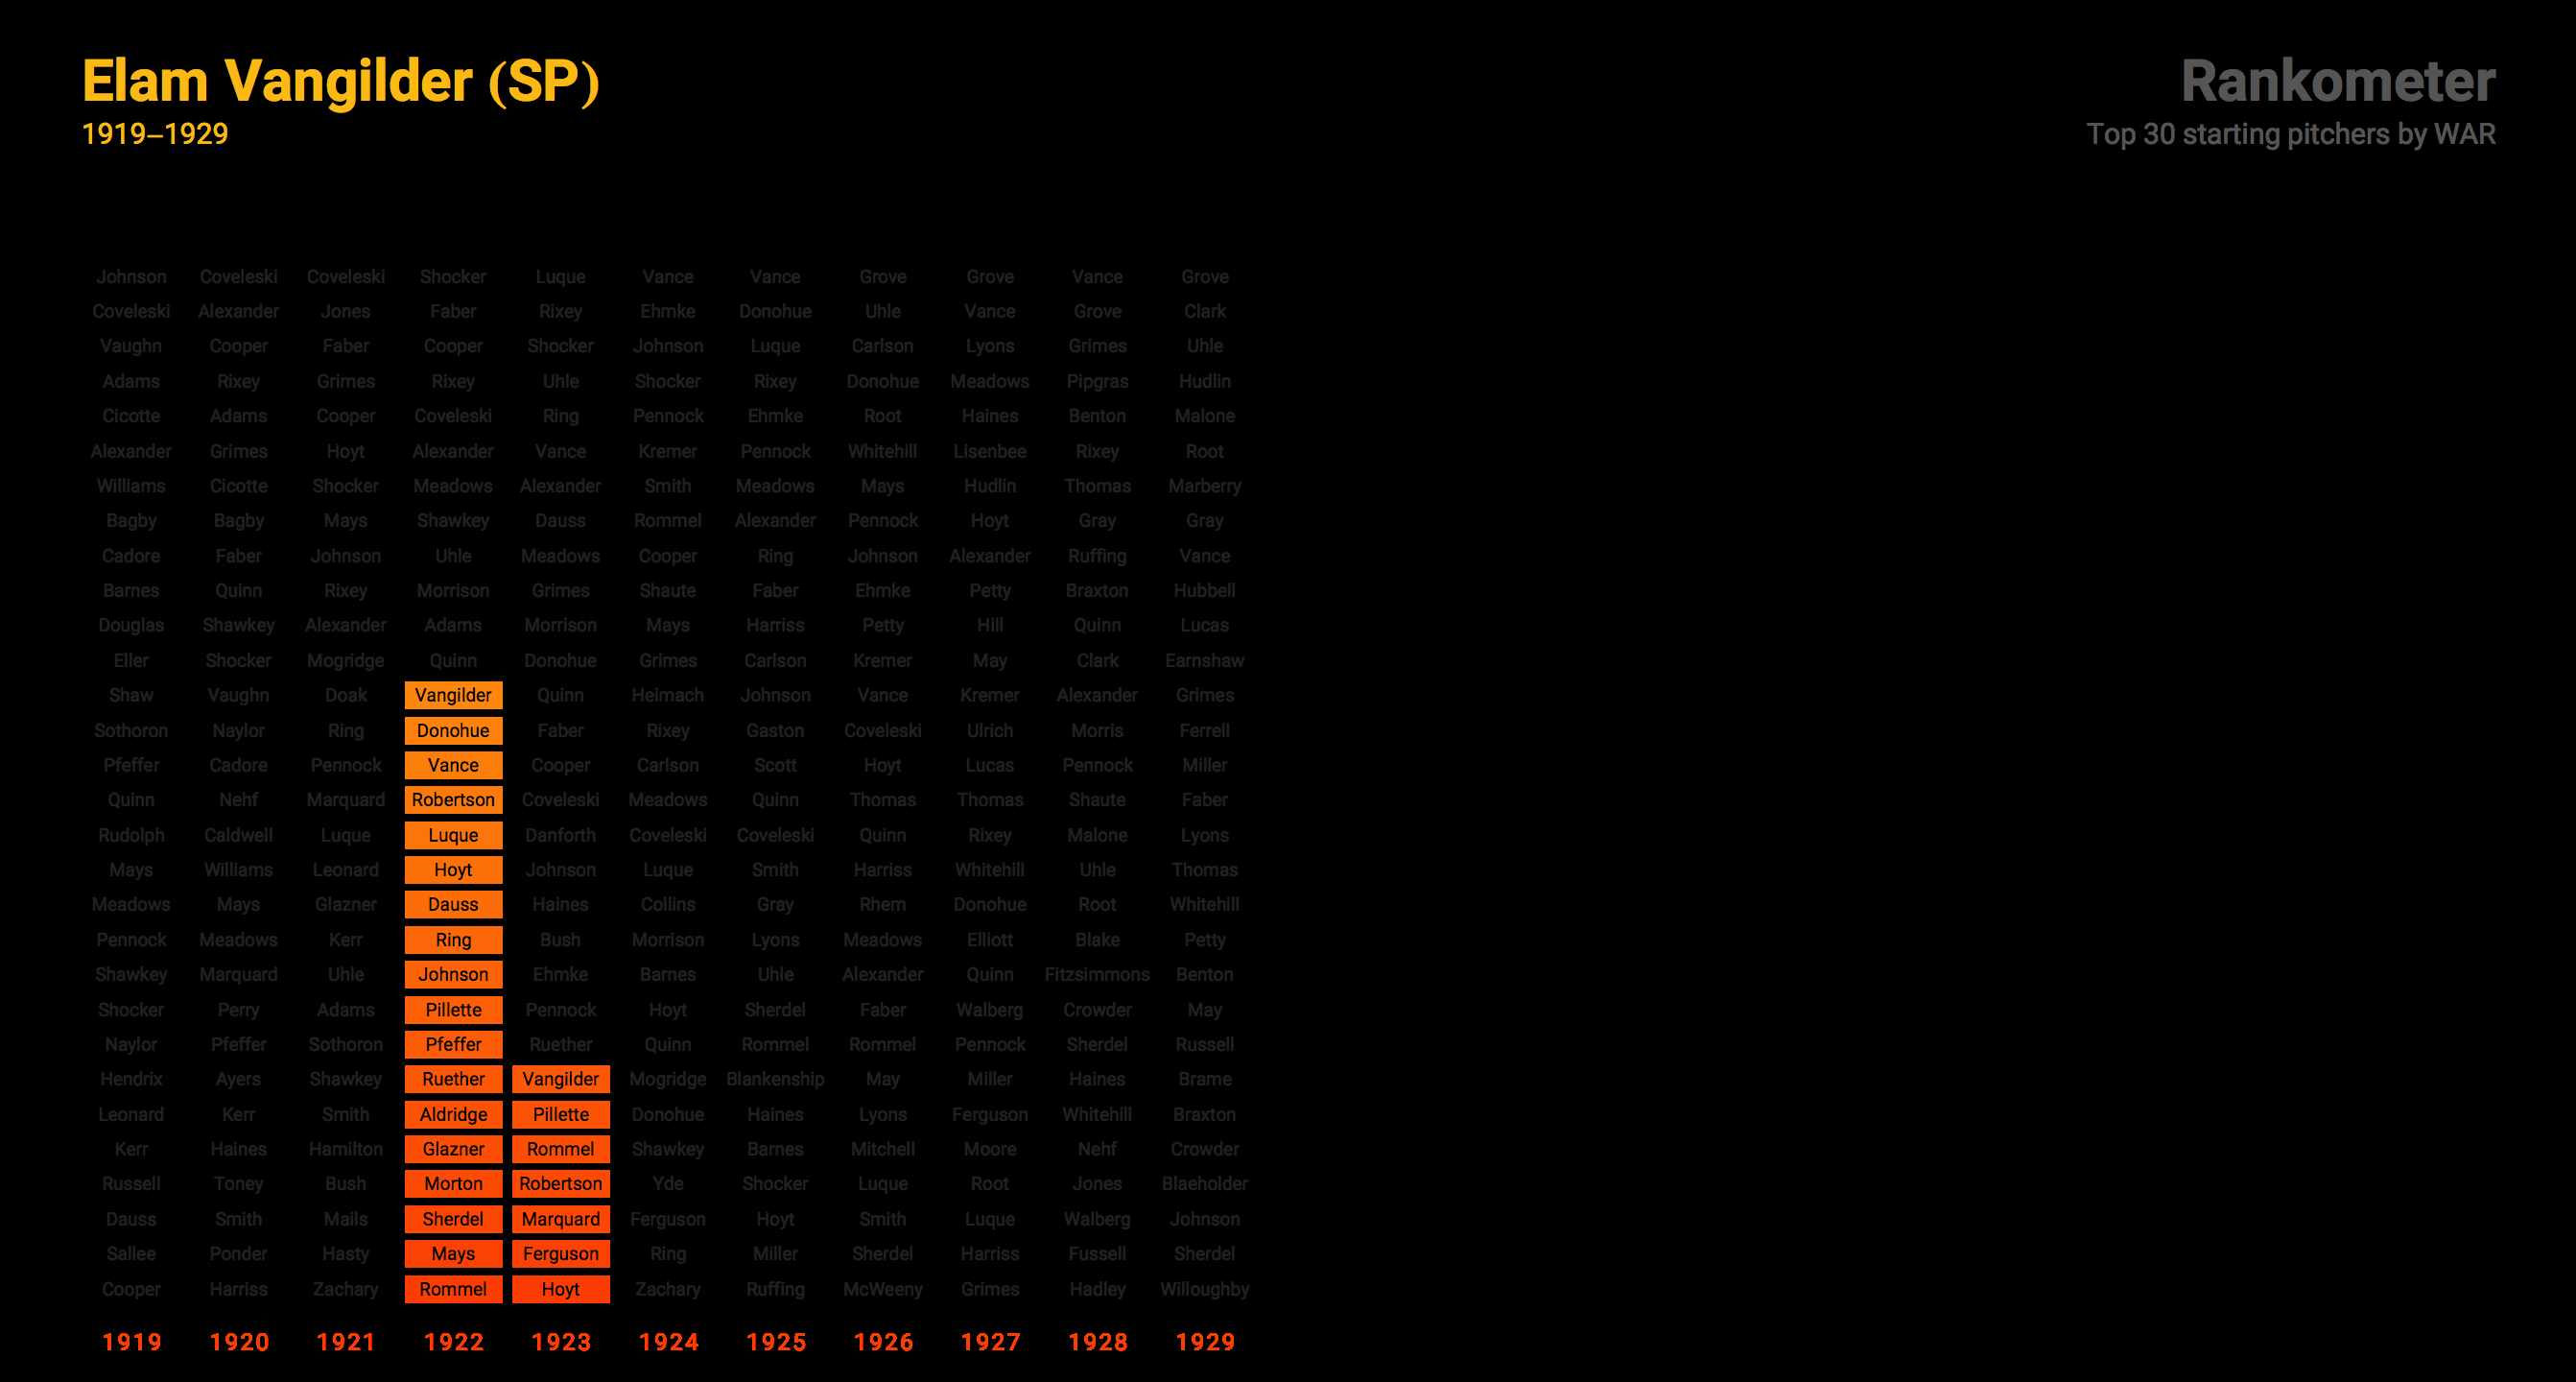 Elam Vangilder (SP)
1919–1929
Rankometer
Top 30 starting pitchers by WAR
Johnson Coveleski Coveleski Shocker Luque Vance Vance Grove Grove Vance Grove
Coveleski Alexander Jones Faber Rixey Ehmke Donohue Uhle Vance Grove Clark
Vaughn Cooper Faber Cooper Shocker Johnson Luque Carlson Lyons Grimes Uhle
Adams Rixey Grimes Rixey Uhle Shocker Rixey Donohue Meadows Pipgras Hudlin
Cicotte Adams Cooper Coveleski Ring Pennock Ehmke Root Haines Benton Malone
Alexander Grimes Hoyt Alexander Vance Kremer Pennock Whitehill Lisenbee Rixey Root
Williams Cicotte Shocker Meadows Alexander Smith Meadows Mays Hudlin Thomas Marberry
Bagby Bagby Mays Shawkey Dauss Rommel Alexander Pennock Hoyt Gray Gray
Cadore Faber Johnson Uhle Meadows Cooper Ring Johnson Alexander Ruffing Vance
Barnes Quinn Rixey Morrison Grimes Shaute Faber Ehmke Petty Braxton Hubbell
Douglas Shawkey Alexander Adams Morrison Mays Harriss Petty Hill Quinn Lucas
Eller Shocker Mogridge Quinn Donohue Grimes Carlson Kremer May Clark Earnshaw
Shaw Vaughn Doak Vangilder Quinn Heimach Johnson Vance Kremer Alexander Grimes
Sothoron Naylor Ring Donohue Faber Rixey Gaston Coveleski Ulrich Morris Ferrell
Pfeffer Cadore Pennock Vance Cooper Carlson Scott Hoyt Lucas Pennock Miller
Quinn Nehf Marquard Robertson Coveleski Meadows Quinn Thomas Thomas Shaute Faber
Rudolph Caldwell Luque Luque Danforth Coveleski Coveleski Quinn Rixey Malone Lyons
Mays Williams Leonard Hoyt Johnson Luque Smith Harriss Whitehill Uhle Thomas
Meadows Mays Glazner Dauss Haines Collins Gray Rhem Donohue Root Whitehill
Pennock Meadows Kerr Ring Bush Morrison Lyons Meadows Elliott Blake Petty
Shawkey Marquard Uhle Johnson Ehmke Barnes Uhle Alexander Quinn Fitzsimmons Benton
Shocker Perry Adams Pillette Pennock Hoyt Sherdel Faber Walberg Crowder May
Naylor Pfeffer Sothoron Pfeffer Ruether Quinn Rommel Rommel Pennock Sherdel Russell
Hendrix Ayers Shawkey Ruether Vangilder Mogridge Blankenship May Miller Haines Brame
Leonard Kerr Smith Aldridge Pillette Donohue Haines Lyons Ferguson Whitehill Braxton
Kerr Haines Hamilton Glazner Rommel Shawkey Barnes Mitchell Moore Nehf Crowder
Russell Toney Bush Morton Robertson Yde Shocker Luque Root Jones Blaeholder
Dauss Smith Mails Sherdel Marquard Ferguson Hoyt Smith Luque Walberg Johnson
Sallee Ponder Hasty Mays Ferguson Ring Miller Sherdel Harriss Fussell Sherdel
Cooper Harriss Zachary Rommel Hoyt Zachary Ruffing McWeeny Grimes Hadley Willoughby
1919 1920 1921 1922 1923 1924 1925 1926 1927 1928 1929